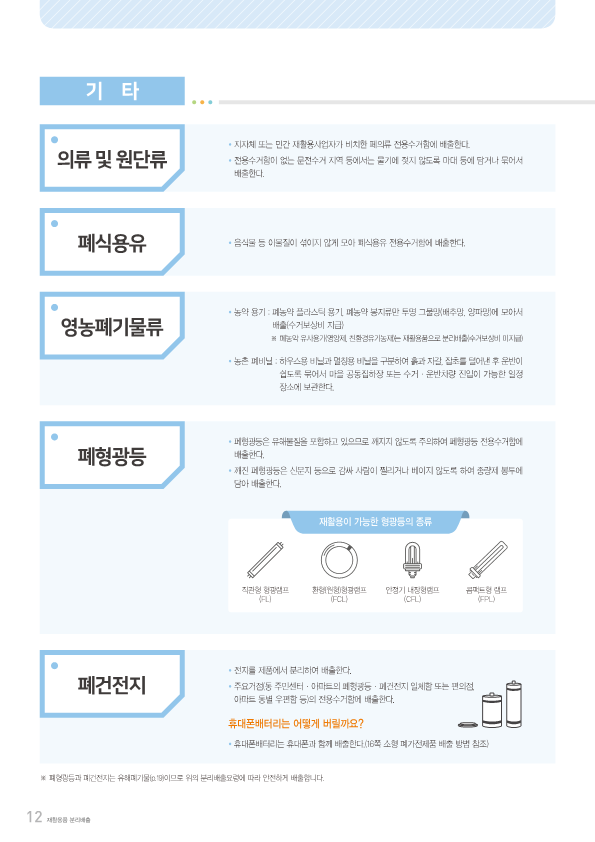 기 타
의류 및 원단류
• 지자체 또는 민간 재활용사업자가 비치한 폐의류 전용수거함에 배출한다.
• 전용수거함이 없는 문전수거 지역 등에서는 물기에 젖지 않도록 마대 등에 담거나 묶어서
배출한다.
폐식용유
• 음식물 등 이물질이 섞이지 않게 모아 폐식용유 전용수거함에 배출한다.
영농폐기물류
• 농약 용기 : 폐농약 플라스틱 용기, 폐농약 봉지류만 투명 그물망(배추망, 양파망)에 모아서
배출(수거보상비 지급)
※ 폐농약 유사용기(영양제, 친환경유기농제)는 재활용품으로 분리배출(수거보상비 미지급)
• 농촌 폐비닐 : 하우스용 비닐과 멀칭용 비닐을 구분하여 흙과 자갈, 잡초를 털어낸 후 운반이
쉽도록 묶어서 마을 공동집하장 또는 수거 · 운반차량 진입이 가능한 일정
장소에 보관한다.
폐형광등
• 폐형광등은 유해물질을 포함하고 있으므로 깨지지 않도록 주의하여 폐형광등 전용수거함에
배출한다.
• 깨진 폐형광등은 신문지 등으로 감싸 사람이 찔리거나 베이지 않도록 하여 종량제 봉투에
담아 배출한다.
재활용이 가능한 형광등의 종류
직관형 형광램프 환형(원형)형광램프 안정기 내장형램프 콤팩트형 램프
(FL) (FCL) (CFL) (FPL)
폐건전지
• 전지를 제품에서 분리하여 배출한다.
• 주요거점(동 주민센터 · 아파트의 폐형광등 · 폐건전지 일체함 또는 편의점,
아파트 동별 우편함 등)의 전용수거함에 배출한다.
휴대폰배터리는 어떻게 버릴까요?
• 휴대폰배터리는 휴대폰과 함께 배출한다.(16쪽 소형 폐가전제품 배출 방법 참조)
※ 폐형광등과 폐건전지는 유해폐기물(p.19)이므로 위의 분리배출요령에 따라 안전하게 배출합니다.
12 재활용품 분리배출